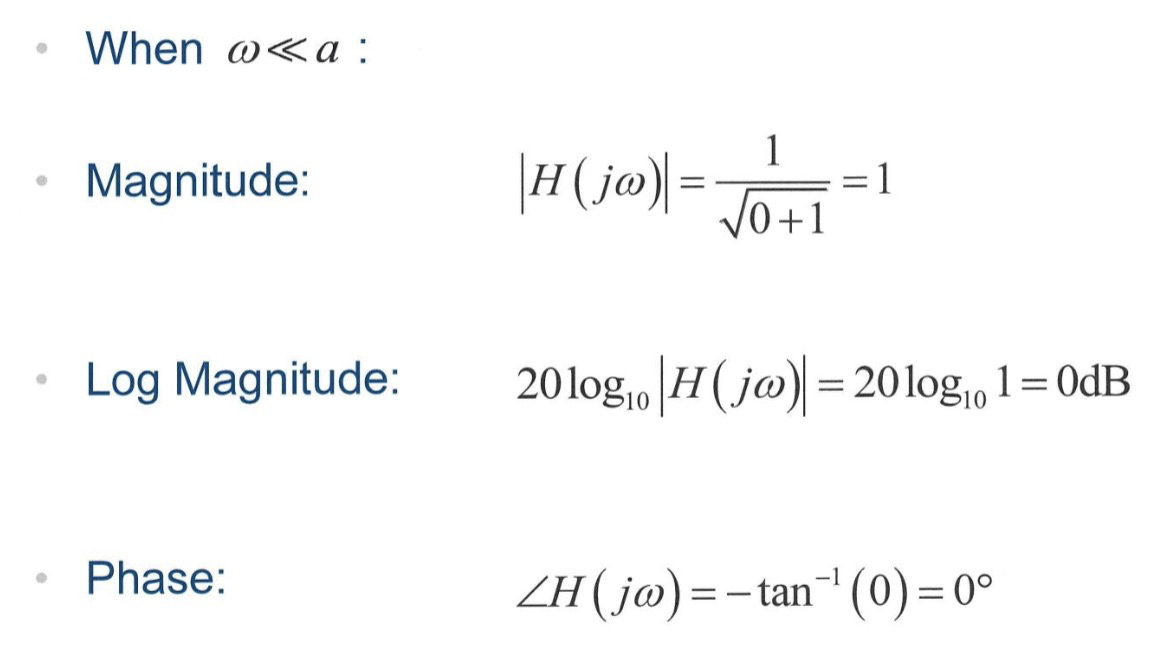 • When ω≪a :
• Magnitude: |H(jω)| = 1/√(0+1) = 1
• Log Magnitude: 20log₁₀|H(jω)| = 20log₁₀ 1 = 0dB
• Phase: ∠H(jω) = −tan⁻¹(0) = 0°